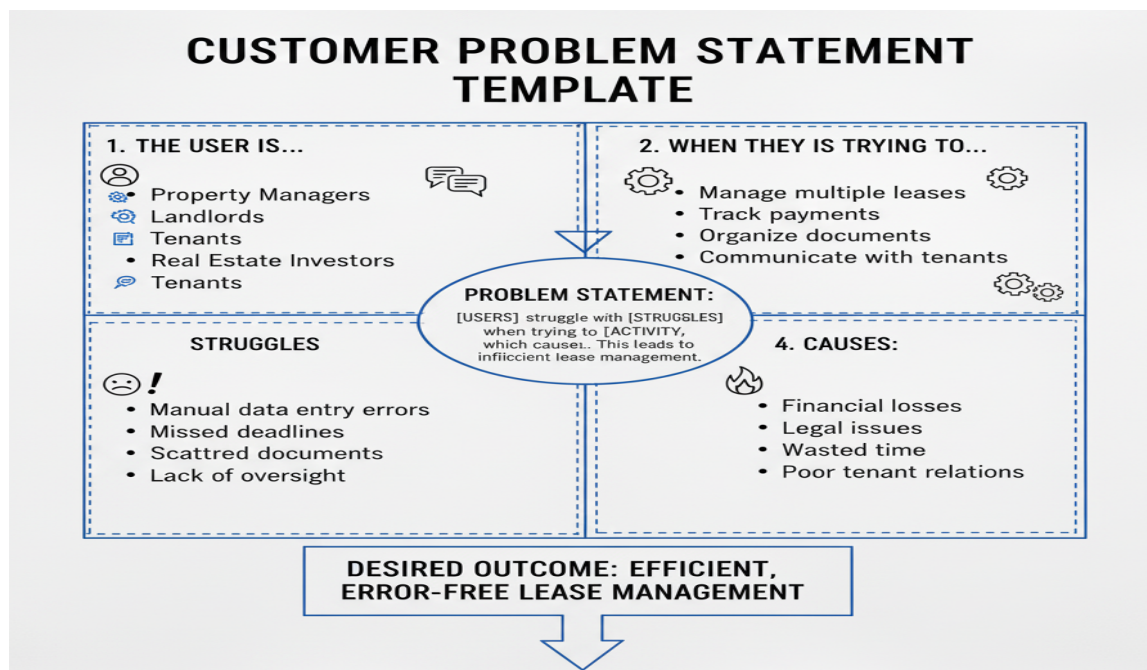 CUSTOMER PROBLEM STATEMENT
TEMPLATE
1. THE USER IS...
• Property Managers
Landlords
Tenants
• Real Estate Investors
Tenants
2. WHEN THEY IS TRYING TO...
• Manage multiple leases
• Track payments
• Organize documents
• Communicate with tenants
PROBLEM STATEMENT:
[USERS] struggle with [STRUGGLES]
when trying to [ACTIVITY,
which cause... This leads to
lease management.
STRUGGLES
!
• Manual data entry errors
• Missed deadlines
• Scattred documents
• Lack of oversight
4. CAUSES:
• Financial losses
• Legal issues
• Wasted time
• Poor tenant relations
DESIRED OUTCOME: EFFICIENT,
ERROR-FREE LEASE MANAGEMENT